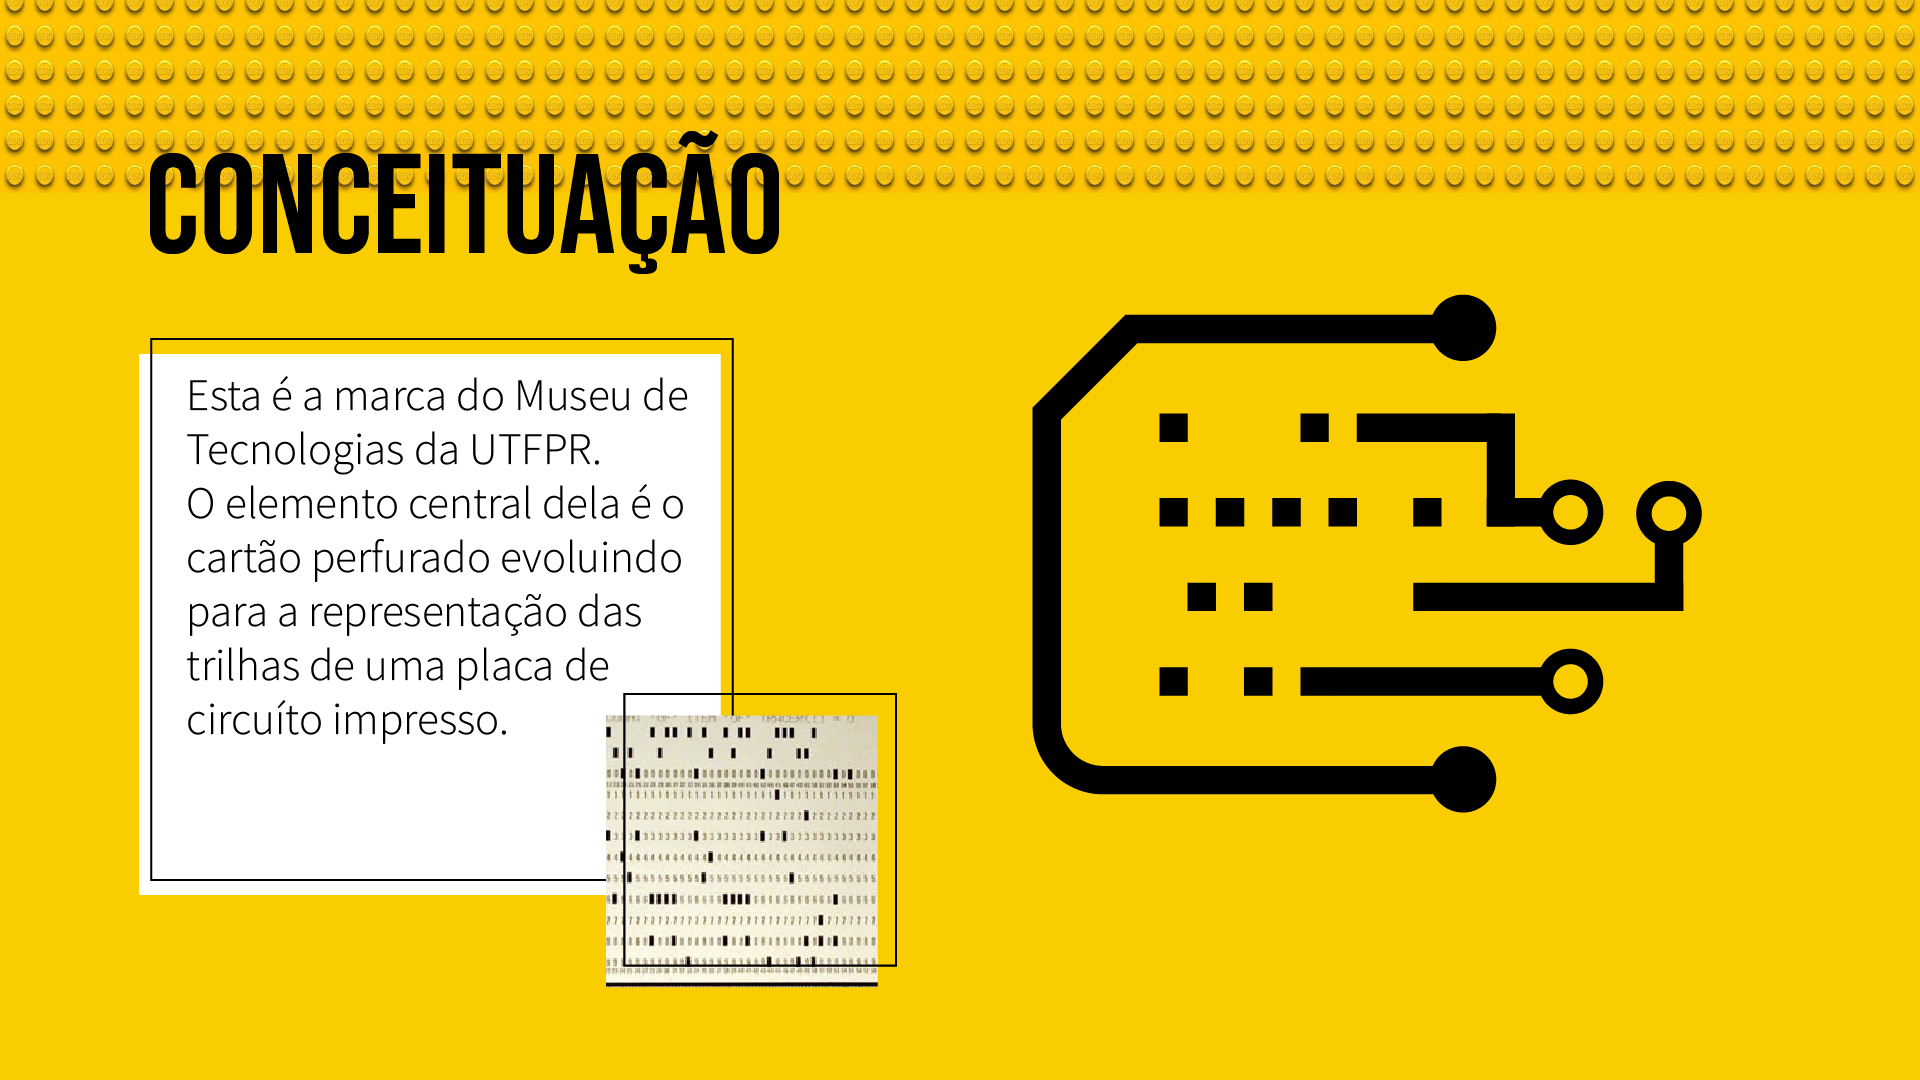 CONCEITUAÇÃO
Esta é a marca do Museu de
Tecnologias da UTFPR.
O elemento central dela é o
cartão perfurado evoluindo
para a representação das
trilhas de uma placa de
circuíto impresso.